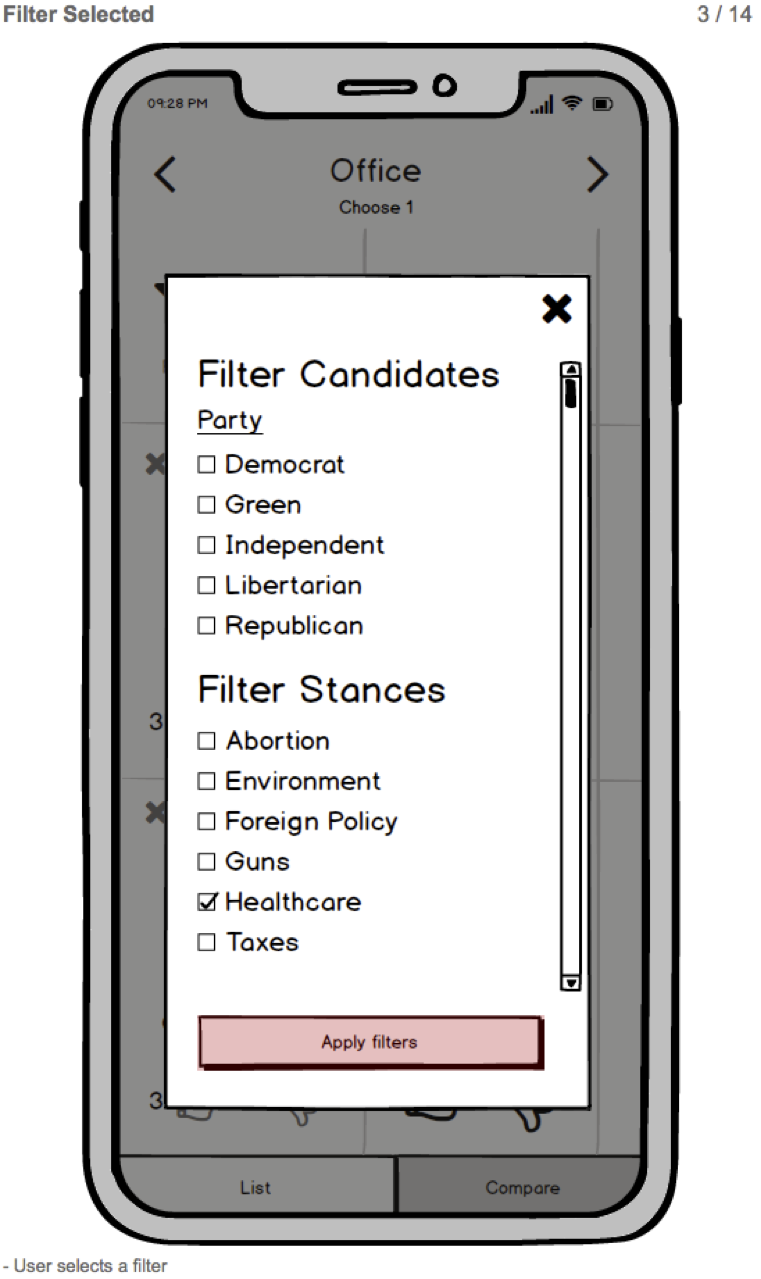 Filter Selected 3 / 14
09:28 PM
Office
Choose 1
Filter Candidates
Party
Democrat
Green
Independent
Libertarian
Republican
Filter Stances
3
Abortion
Environment
Foreign Policy
Guns
Healthcare
Taxes
Apply filters
3
List Compare
- User selects a filter